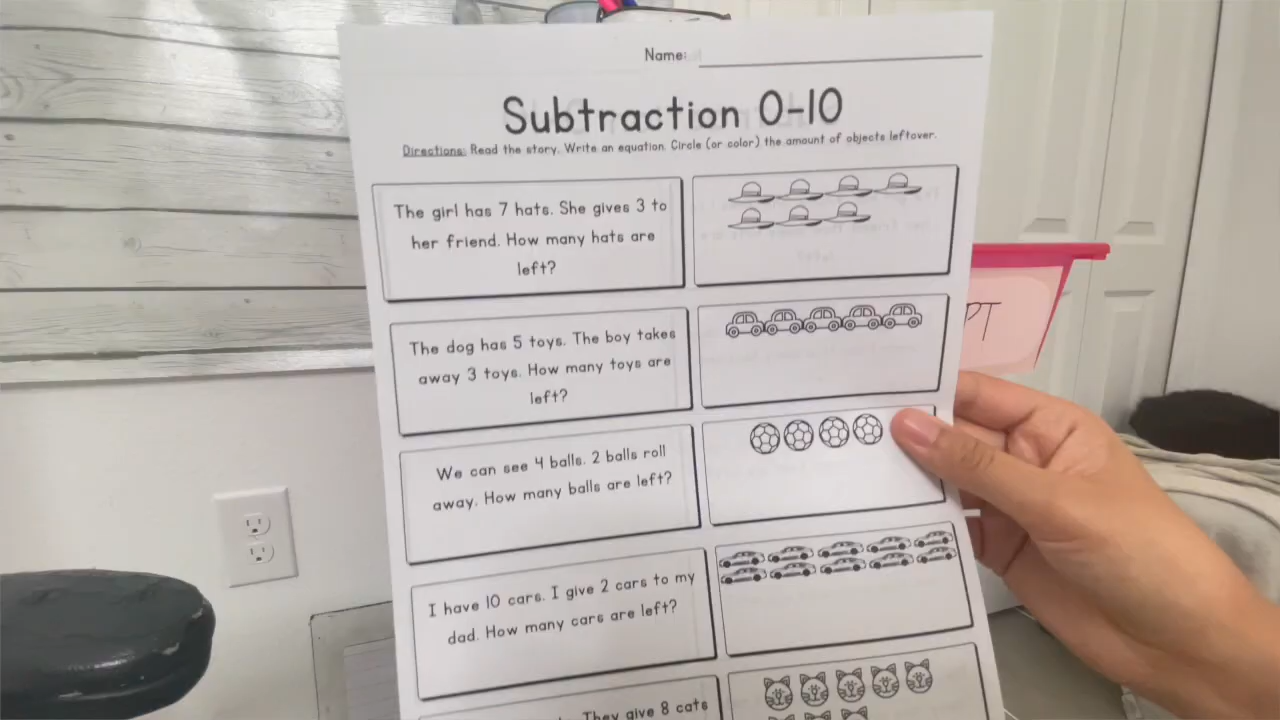 Name:
Subtraction 0-10
Directions: Read the story. Write an equation. Circle (or color) the amount of objects leftover.
The girl has 7 hats. She gives 3 to
her friend. How many hats are
left?
The dog has 5 toys. The boy takes
away 3 toys. How many toys are
left?
We can see 4 balls. 2 balls roll
away. How many balls are left?
I have 10 cars. I give 2 cars to my
dad. How many cars are left?
They give 8 cats
PT